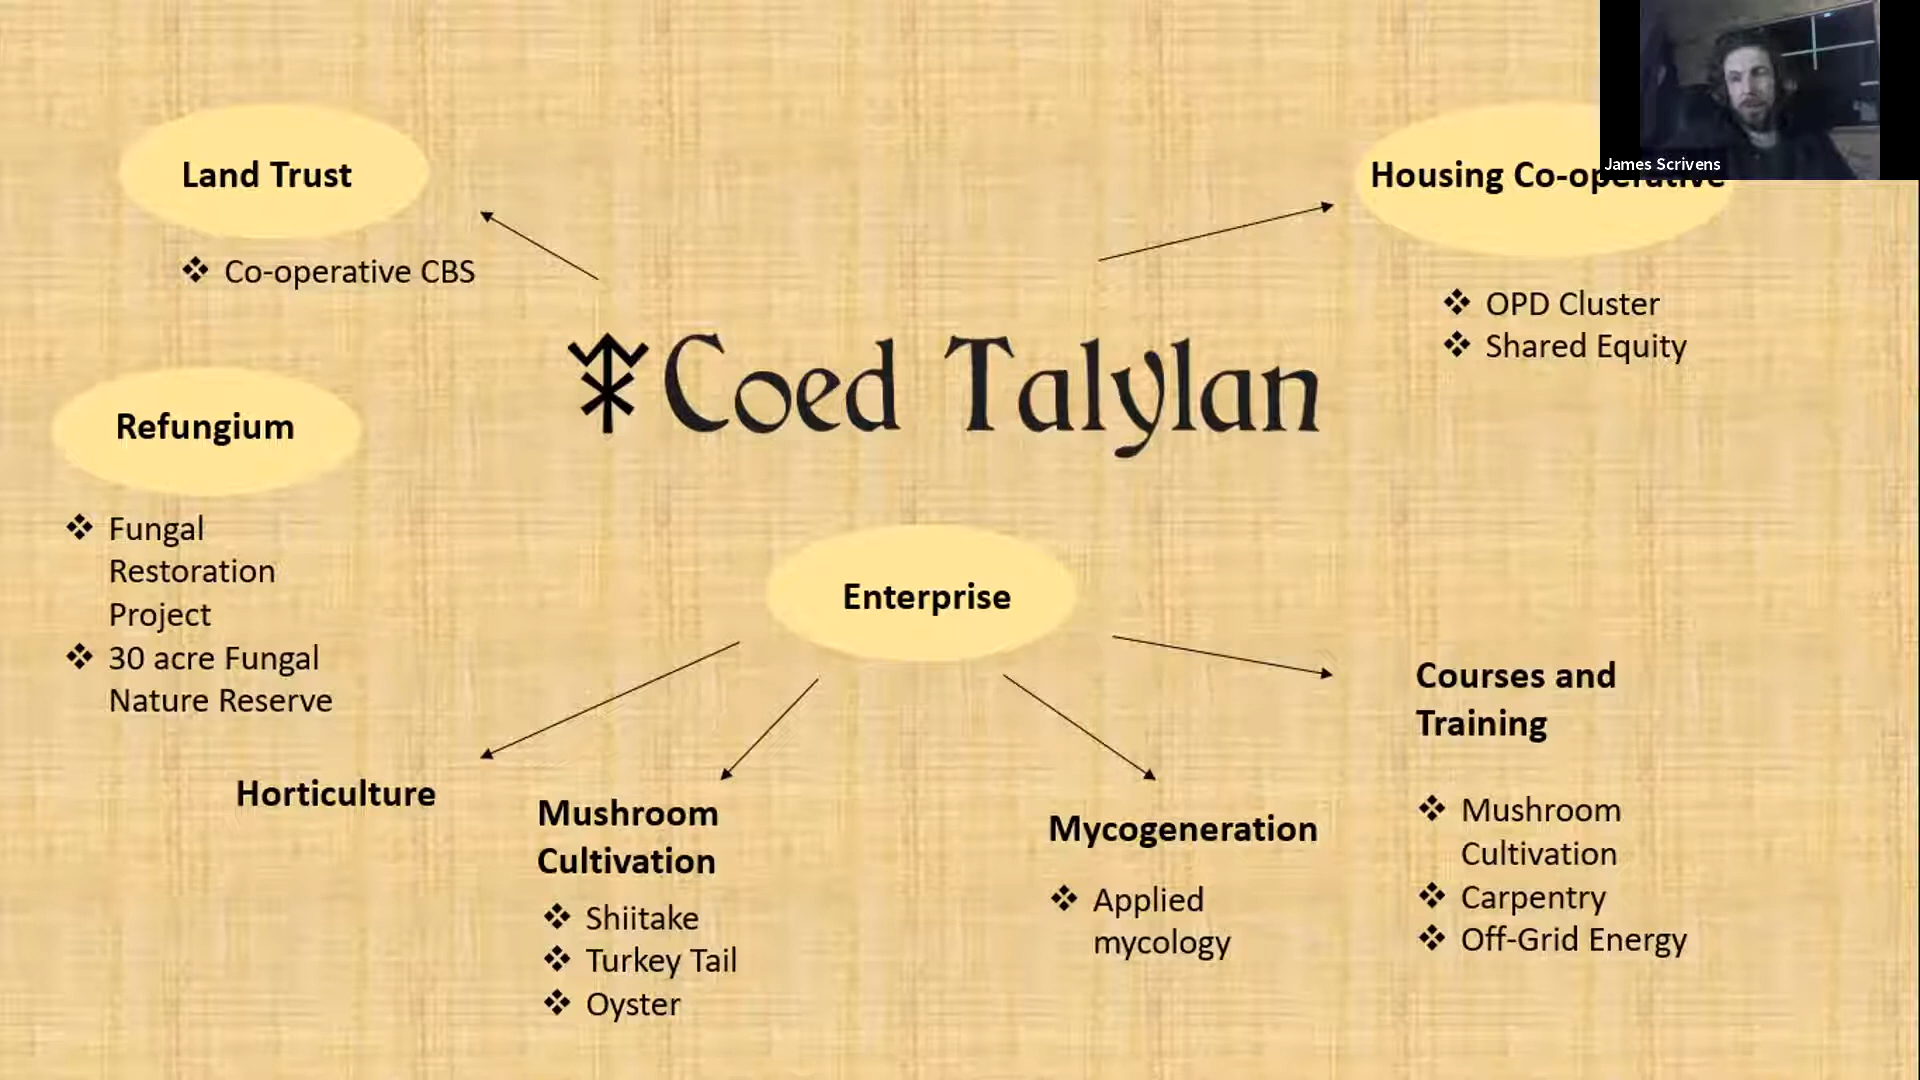 James Scrivens
Land Trust
Co-operative CBS
Housing Co-operative
OPD Cluster
Shared Equity
Coed Talylan
Refungium
Fungal
Restoration
Project
30 acre Fungal
Nature Reserve
Enterprise
Horticulture
Mushroom
Cultivation
Shiitake
Turkey Tail
Oyster
Mycogeneration
Applied
mycology
Courses and
Training
Mushroom
Cultivation
Carpentry
Off-Grid Energy